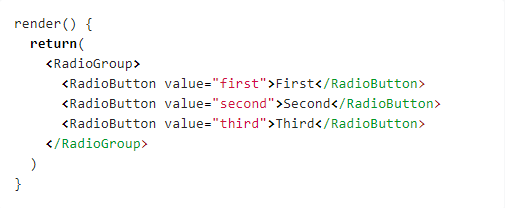 render() {
  return(
    <RadioGroup>
      <RadioButton value="first">First</RadioButton>
      <RadioButton value="second">Second</RadioButton>
      <RadioButton value="third">Third</RadioButton>
    </RadioGroup>
  )
}